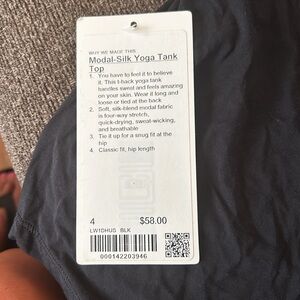 WHY WE MADE THIS
Modal-Silk Yoga Tank
Top
1. You have to feel it to believe
it. This t-back yoga tank
handles sweat and feels amazing
on your skin. Wear it long and
loose or tied at the back
2. Soft, silk-blend modal fabric
is four-way stretch,
quick-drying, sweat-wicking,
and breathable
3. Tie it up for a snug fit at the
hip
4. Classic fit, hip length
4 $58.00
LW1DHUS BLK
000142203946